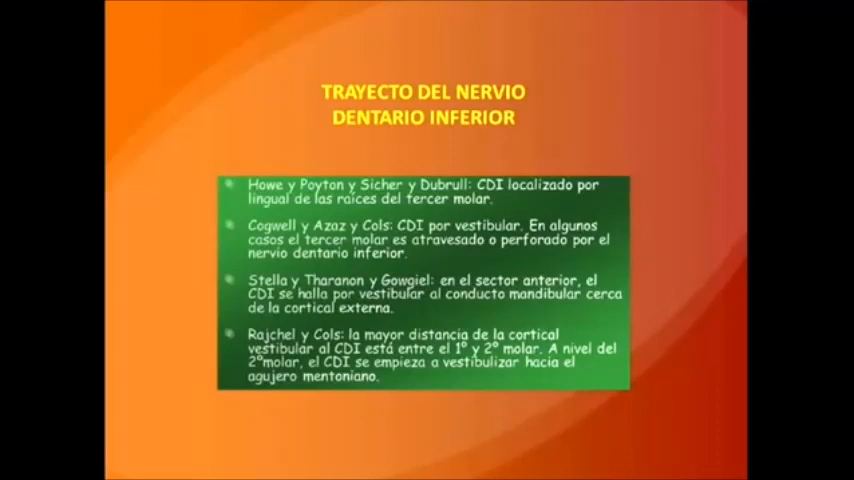 TRAYECTO DEL NERVIO
DENTARIO INFERIOR
Howe y Poyton y Sicher y Dubrull: CDI localizado por
lingual de las raíces del tercer molar.
Cogwell y Azaz y Cols: CDI por vestibular. En algunos
casos el tercer molar es atravesado o perforado por el
nervio dentario inferior.
Stella y Tharanon y Gowgiel: en el sector anterior, el
CDI se halla por vestibular al conducto mandibular cerca
de la cortical externa.
Rajchel y Cols: la mayor distancia de la cortical
vestibular al CDI está entre el 1º y 2º molar. A nivel del
2ºmolar, el CDI se empieza a vestibulizar hacia el
agujero mentoniano.